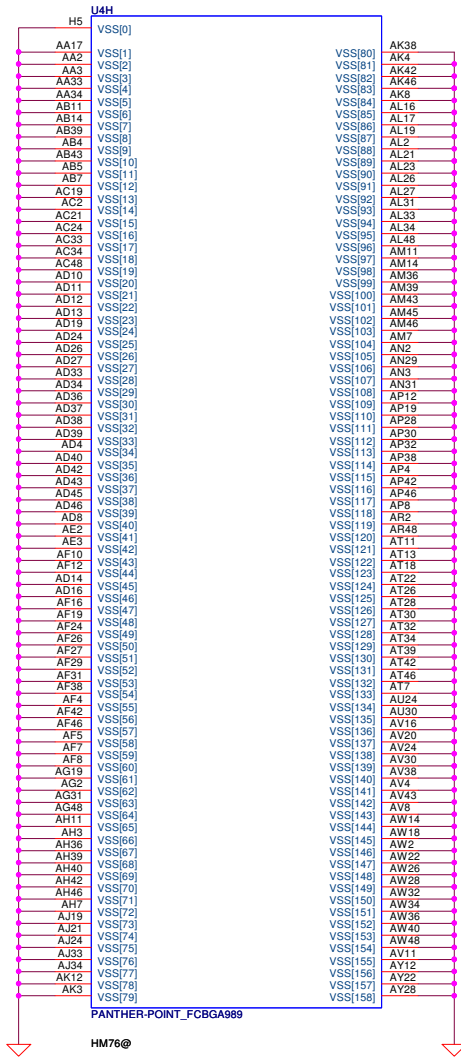 U4H
H5 VSS[0]
AA17 VSS[1] VSS[80] AK38
AA2 VSS[2] VSS[81] AK4
AA3 VSS[3] VSS[82] AK42
AA33 VSS[4] VSS[83] AK46
AA34 VSS[5] VSS[84] AK8
AB11 VSS[6] VSS[85] AL16
AB14 VSS[7] VSS[86] AL17
AB39 VSS[8] VSS[87] AL19
AB4 VSS[9] VSS[88] AL2
AB43 VSS[10] VSS[89] AL21
AB5 VSS[11] VSS[90] AL23
AB7 VSS[12] VSS[91] AL26
AC19 VSS[13] VSS[92] AL27
AC2 VSS[14] VSS[93] AL31
AC21 VSS[15] VSS[94] AL33
AC24 VSS[16] VSS[95] AL34
AC33 VSS[17] VSS[96] AL48
AC34 VSS[18] VSS[97] AM11
AC48 VSS[19] VSS[98] AM14
AD10 VSS[20] VSS[99] AM36
AD11 VSS[21] VSS[100] AM39
AD12 VSS[22] VSS[101] AM43
AD13 VSS[23] VSS[102] AM45
AD19 VSS[24] VSS[103] AM46
AD24 VSS[25] VSS[104] AM7
AD26 VSS[26] VSS[105] AN2
AD27 VSS[27] VSS[106] AN29
AD33 VSS[28] VSS[107] AN3
AD34 VSS[29] VSS[108] AN31
AD36 VSS[30] VSS[109] AP12
AD37 VSS[31] VSS[110] AP19
AD38 VSS[32] VSS[111] AP28
AD39 VSS[33] VSS[112] AP30
AD4 VSS[34] VSS[113] AP32
AD40 VSS[35] VSS[114] AP38
AD42 VSS[36] VSS[115] AP4
AD43 VSS[37] VSS[116] AP42
AD45 VSS[38] VSS[117] AP46
AD46 VSS[39] VSS[118] AP8
AD8 VSS[40] VSS[119] AR2
AE2 VSS[41] VSS[120] AR48
AE3 VSS[42] VSS[121] AT11
AF10 VSS[43] VSS[122] AT13
AF12 VSS[44] VSS[123] AT18
AD14 VSS[45] VSS[124] AT22
AD16 VSS[46] VSS[125] AT26
AF16 VSS[47] VSS[126] AT28
AF19 VSS[48] VSS[127] AT30
AF24 VSS[49] VSS[128] AT32
AF26 VSS[50] VSS[129] AT34
AF27 VSS[51] VSS[130] AT39
AF29 VSS[52] VSS[131] AT42
AF31 VSS[53] VSS[132] AT46
AF38 VSS[54] VSS[133] AT7
AF4 VSS[55] VSS[134] AU24
AF42 VSS[56] VSS[135] AU30
AF46 VSS[57] VSS[136] AV16
AF5 VSS[58] VSS[137] AV20
AF7 VSS[59] VSS[138] AV24
AF8 VSS[60] VSS[139] AV30
AG19 VSS[61] VSS[140] AV38
AG2 VSS[62] VSS[141] AV4
AG31 VSS[63] VSS[142] AV43
AG48 VSS[64] VSS[143] AV8
AH11 VSS[65] VSS[144] AW14
AH3 VSS[66] VSS[145] AW18
AH36 VSS[67] VSS[146] AW2
AH39 VSS[68] VSS[147] AW22
AH40 VSS[69] VSS[148] AW26
AH42 VSS[70] VSS[149] AW28
AH46 VSS[71] VSS[150] AW32
AH7 VSS[72] VSS[151] AW34
AJ19 VSS[73] VSS[152] AW36
AJ21 VSS[74] VSS[153] AW40
AJ24 VSS[75] VSS[154] AW48
AJ33 VSS[76] VSS[155] AV11
AJ34 VSS[77] VSS[156] AY12
AK12 VSS[78] VSS[157] AY22
AK3 VSS[79] VSS[158] AY28
PANTHER-POINT_FCBGA989
HM76@